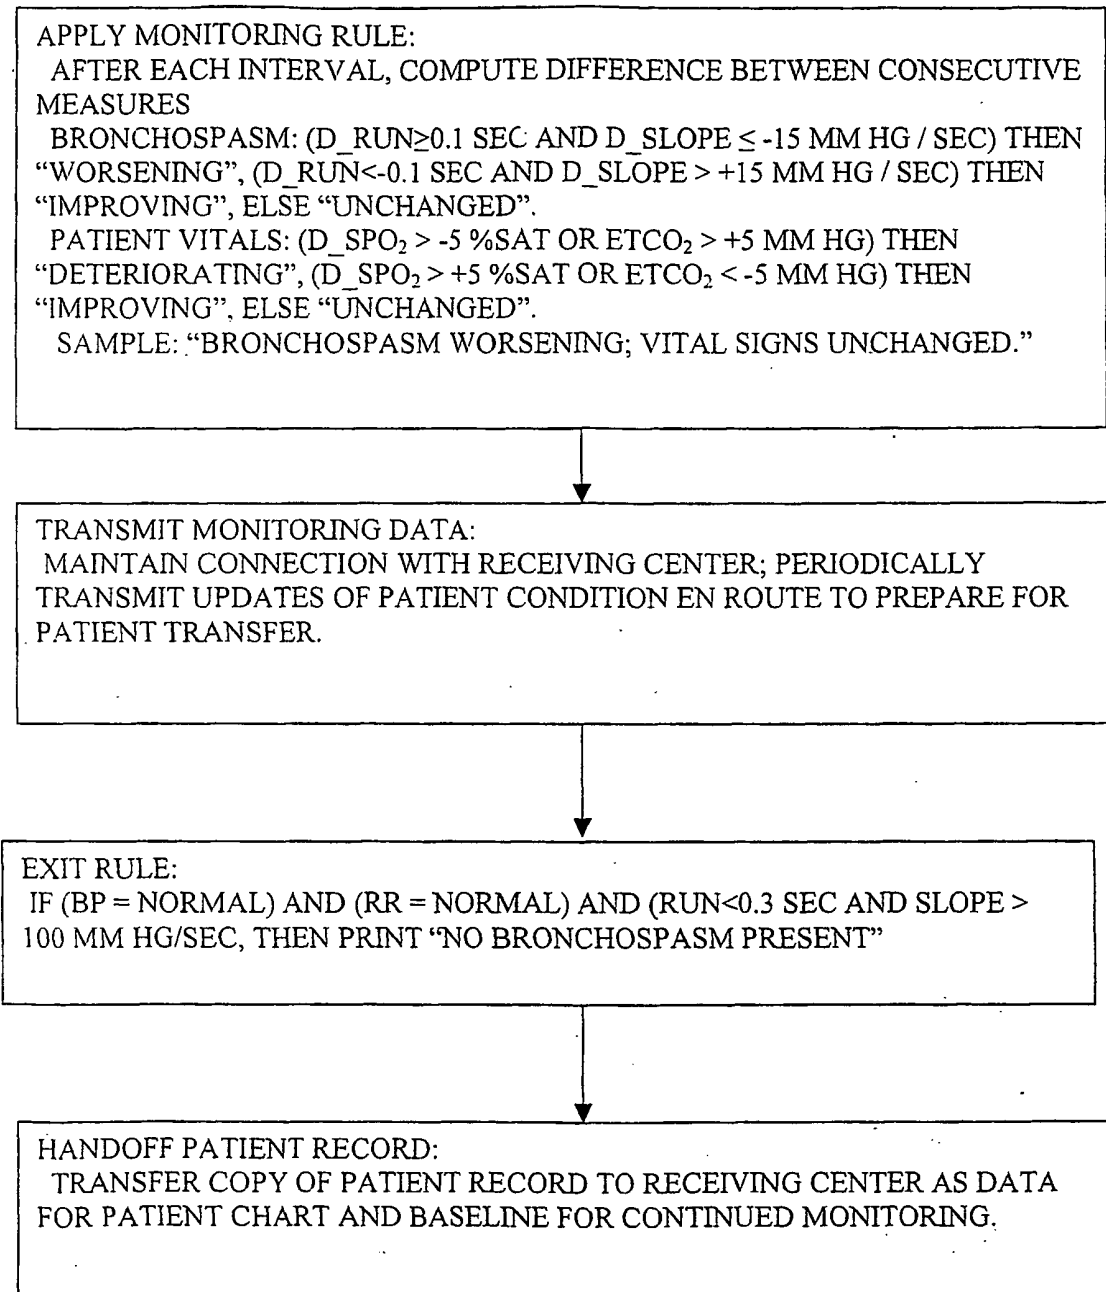 APPLY MONITORING RULE:
AFTER EACH INTERVAL, COMPUTE DIFFERENCE BETWEEN CONSECUTIVE
MEASURES
BRONCHOSPASM: (D_RUN≥0.1 SEC AND D_SLOPE ≤ -15 MM HG / SEC) THEN
“WORSENING”, (D_RUN<-0.1 SEC AND D_SLOPE > +15 MM HG / SEC) THEN
“IMPROVING”, ELSE “UNCHANGED”.
PATIENT VITALS: (D_SPO₂ > -5 %SAT OR ETCO₂ > +5 MM HG) THEN
“DETERIORATING”, (D_SPO₂ > +5 %SAT OR ETCO₂ < -5 MM HG) THEN
“IMPROVING”, ELSE “UNCHANGED”.
SAMPLE: “BRONCHOSPASM WORSENING; VITAL SIGNS UNCHANGED.”
TRANSMIT MONITORING DATA:
MAINTAIN CONNECTION WITH RECEIVING CENTER; PERIODICALLY
TRANSMIT UPDATES OF PATIENT CONDITION EN ROUTE TO PREPARE FOR
PATIENT TRANSFER.
EXIT RULE:
IF (BP = NORMAL) AND (RR = NORMAL) AND (RUN<0.3 SEC AND SLOPE >
100 MM HG/SEC, THEN PRINT “NO BRONCHOSPASM PRESENT”
HANDOFF PATIENT RECORD:
TRANSFER COPY OF PATIENT RECORD TO RECEIVING CENTER AS DATA
FOR PATIENT CHART AND BASELINE FOR CONTINUED MONITORING.